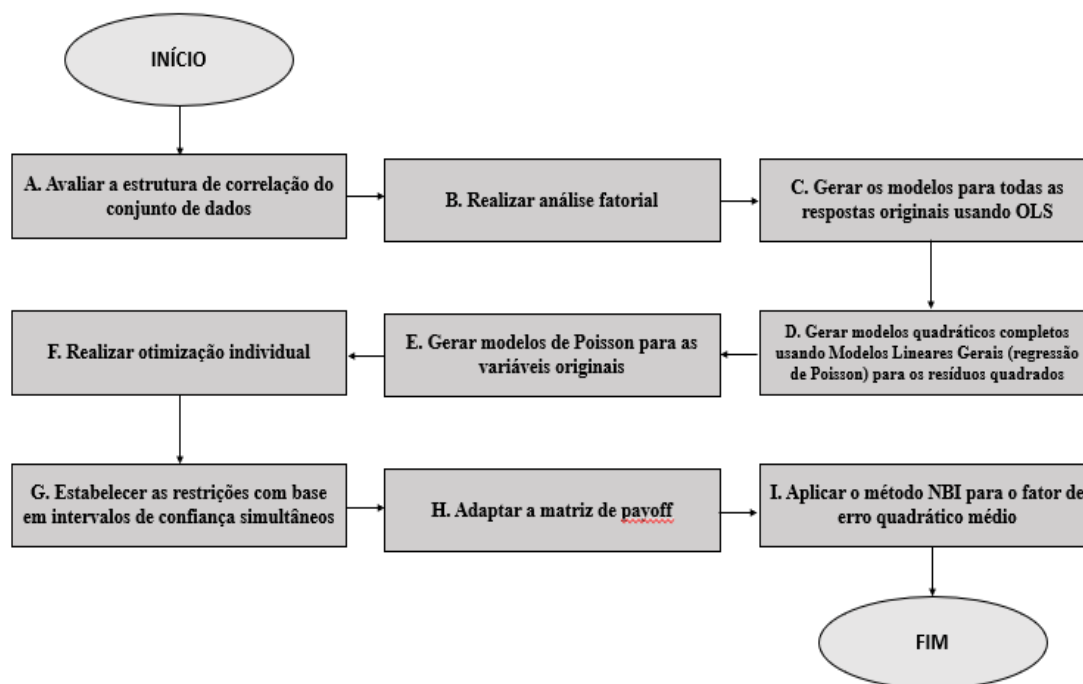 INÍCIO
A. Avaliar a estrutura de correlação do
conjunto de dados
B. Realizar análise fatorial
C. Gerar os modelos para todas as
respostas originais usando OLS
D. Gerar modelos quadráticos completos
usando Modelos Lineares Gerais (regressão
de Poisson) para os resíduos quadrados
E. Gerar modelos de Poisson para as
variáveis originais
F. Realizar otimização individual
G. Estabelecer as restrições com base
em intervalos de confiança simultâneos
H. Adaptar a matriz de payoff
I. Aplicar o método NBI para o fator de
erro quadrático médio
FIM